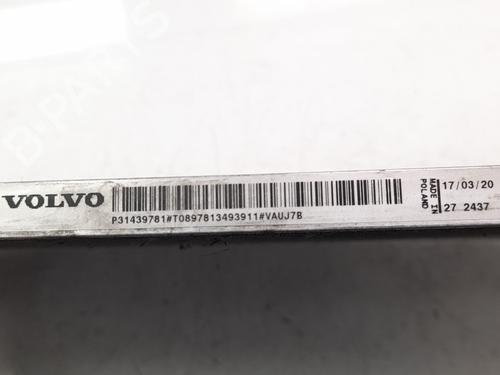 B-PARTS
VOLVO
P31439781#T0897813493911#VAUJ7B
MADE IN
POLAND
17/03/20
27 2437